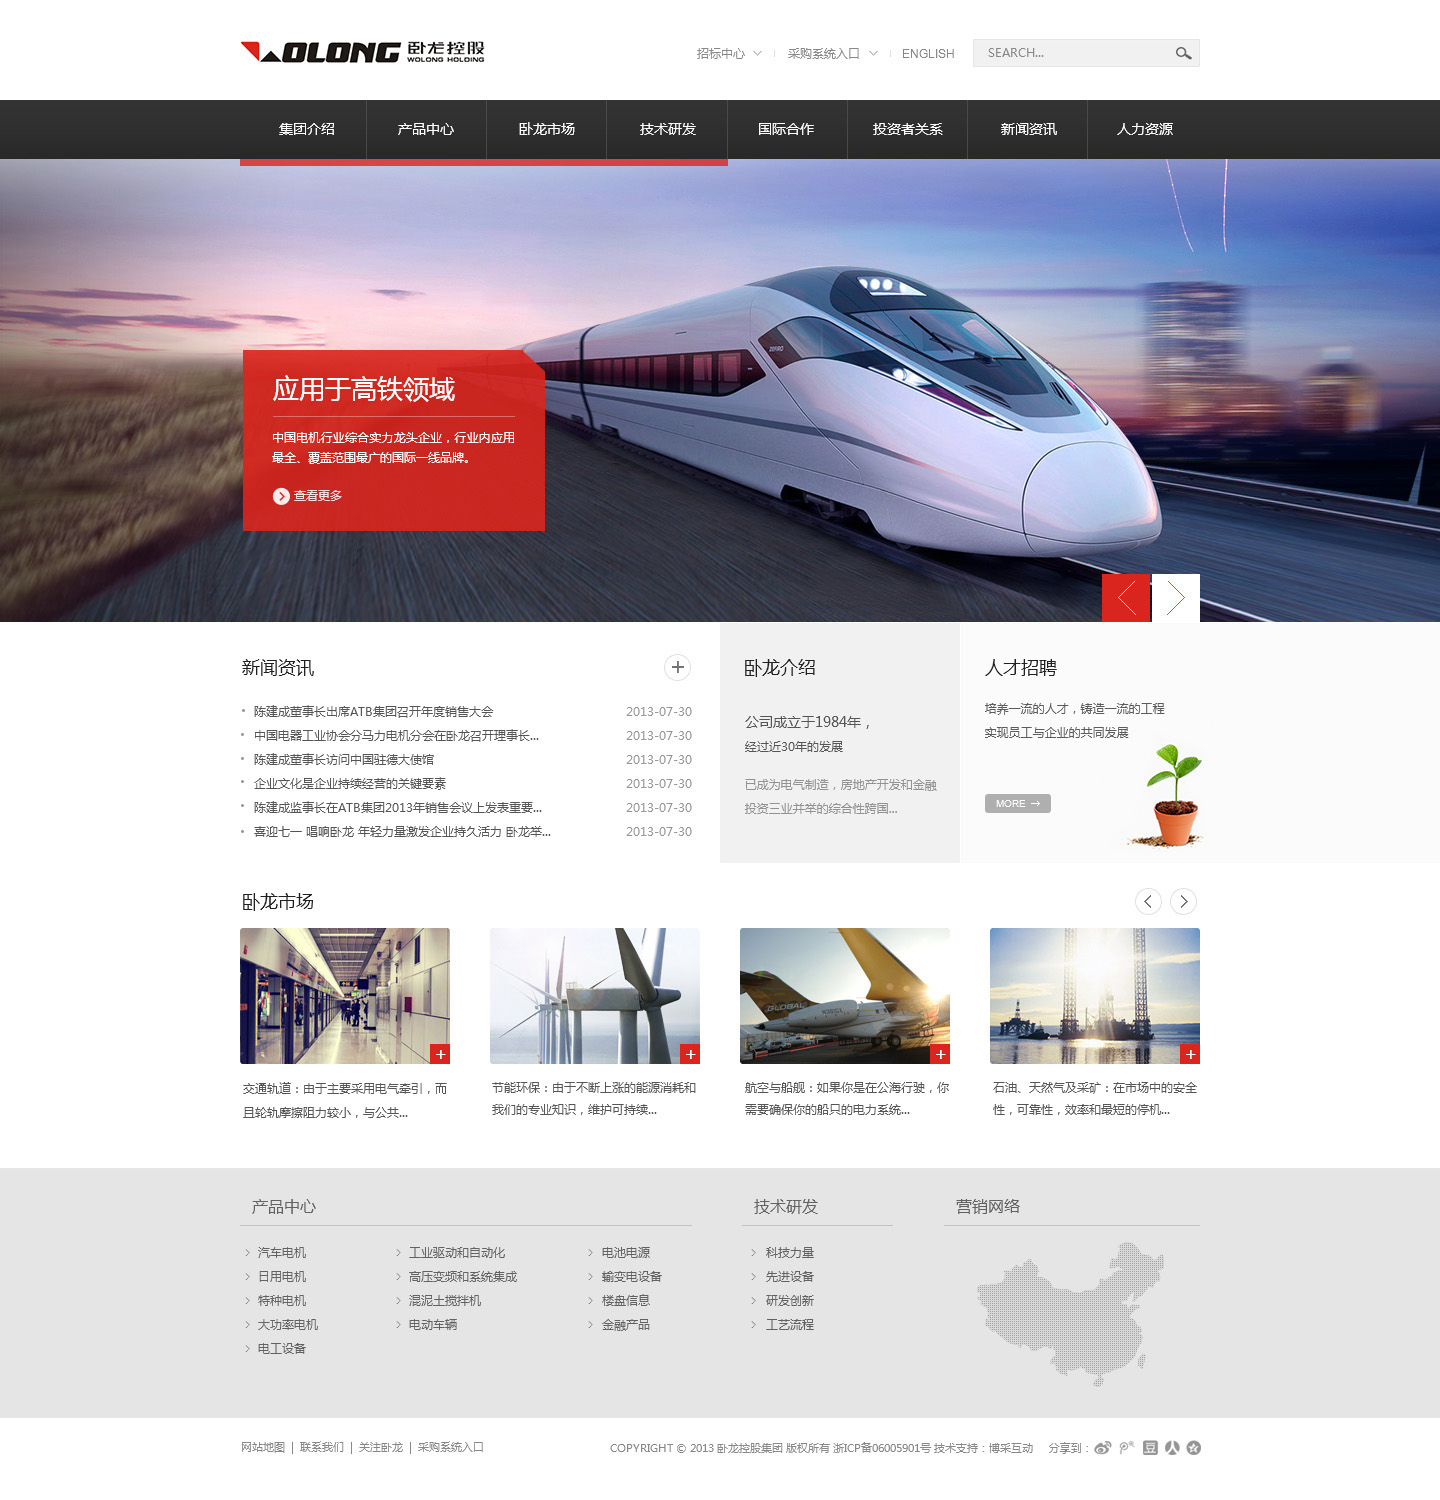 WOLONG 卧龙控股
WOLONG HOLDING
招标中心 采购系统入口 ENGLISH SEARCH...
集团介绍 产品中心 卧龙市场 技术研发 国际合作 投资者关系 新闻资讯 人力资源
应用于高铁领域
中国电机行业综合实力龙头企业，行业内应用
最全、覆盖范围最广的国际一线品牌。
查看更多
ZEFIRO
新闻资讯
陈建成董事长出席ATB集团召开年度销售大会 2013-07-30
中国电器工业协会分马力电机分会在卧龙召开理事长... 2013-07-30
陈建成董事长访问中国驻德大使馆 2013-07-30
企业文化是企业持续经营的关键要素 2013-07-30
陈建成监事长在ATB集团2013年销售会议上发表重要... 2013-07-30
喜迎七一 唱响卧龙 年轻力量激发企业持久活力 卧龙举... 2013-07-30
卧龙介绍
公司成立于1984年，
经过近30年的发展
已成为电气制造，房地产开发和金融
投资三业并举的综合性跨国...
人才招聘
培养一流的人才，铸造一流的工程
实现员工与企业的共同发展
MORE
卧龙市场
GLOBAL
交通轨道：由于主要采用电气牵引，而
且轮轨摩擦阻力较小，与公共...
节能环保：由于不断上涨的能源消耗和
我们的专业知识，维护可持续...
航空与船舰：如果你是在公海行驶，你
需要确保你的船只的电力系统...
石油、天然气及采矿：在市场中的安全
性，可靠性，效率和最短的停机...
产品中心
汽车电机
日用电机
特种电机
大功率电机
电工设备
工业驱动和自动化
高压变频和系统集成
混泥土搅拌机
电动车辆
电池电源
输变电设备
楼盘信息
金融产品
技术研发
科技力量
先进设备
研发创新
工艺流程
营销网络
网站地图 | 联系我们 | 关注卧龙 | 采购系统入口
COPYRIGHT © 2013 卧龙控股集团 版权所有 浙ICP备06005901号 技术支持：博采互动 分享到：
豆